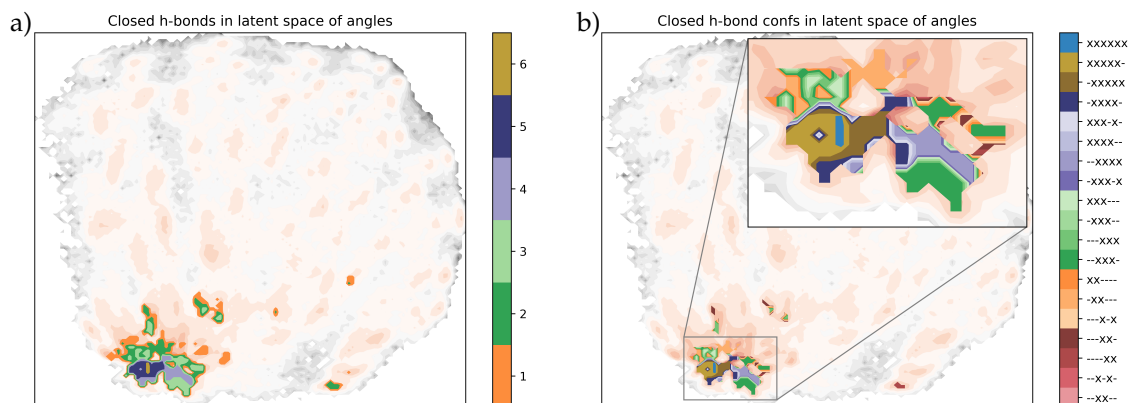 a)
Closed h-bonds in latent space of angles
6
5
4
3
2
1
b)
Closed h-bond confs in latent space of angles
xxxxxx
xxxxx-
-xxxxx
-xxxx-
xxx-x-
xxxx--
--xxxx
-xxx-x
xxx---
-xxx--
---xxx
--xxx-
xx----
-xx---
---x-x
---xx-
----xx
--x-x-
--xx--